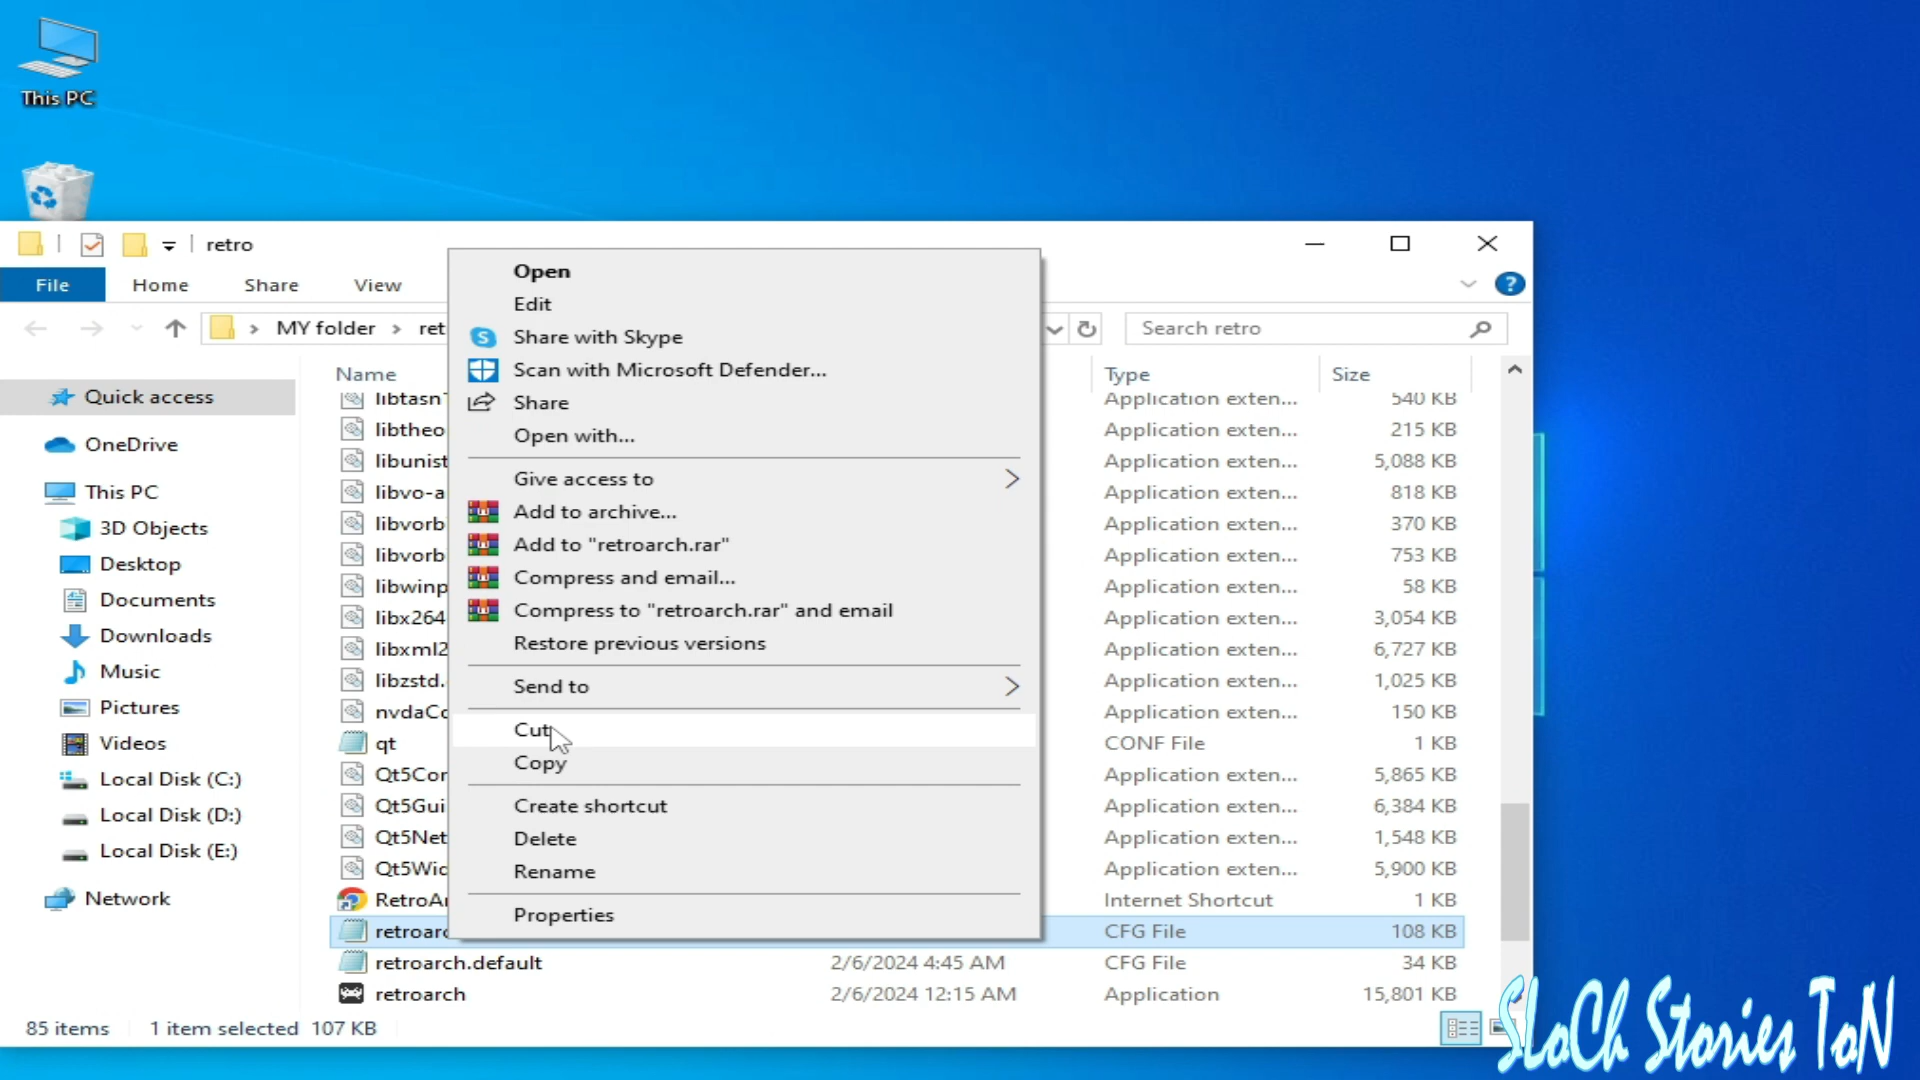 This PC
retro
File Home Share View
MY folder
Search retro
Name Type Size
Quick access
OneDrive
This PC
3D Objects
Desktop
Documents
Downloads
Music
Pictures
Videos
Local Disk (C:)
Local Disk (D:)
Local Disk (E:)
Network
Application exten... 540 KB
Application exten... 215 KB
Application exten... 5,088 KB
Application exten... 818 KB
Application exten... 370 KB
Application exten... 753 KB
Application exten... 58 KB
libx264 Application exten... 3,054 KB
libxml2 Application exten... 6,727 KB
libzstd. Application exten... 1,025 KB
Application exten... 150 KB
qt CONF File 1 KB
Application exten... 5,865 KB
Application exten... 6,384 KB
Application exten... 1,548 KB
Application exten... 5,900 KB
Internet Shortcut 1 KB
CFG File 108 KB
retroarch.default 2/6/2024 4:45 AM CFG File 34 KB
retroarch 2/6/2024 12:15 AM Application 15,801 KB
Open
Edit
Share with Skype
Scan with Microsoft Defender...
Share
Open with...
Give access to
Add to archive...
Add to "retroarch.rar"
Compress and email...
Compress to "retroarch.rar" and email
Restore previous versions
Send to
Cut
Copy
Create shortcut
Delete
Rename
Properties
85 items 1 item selected 107 KB
SLoCh Stories ToN